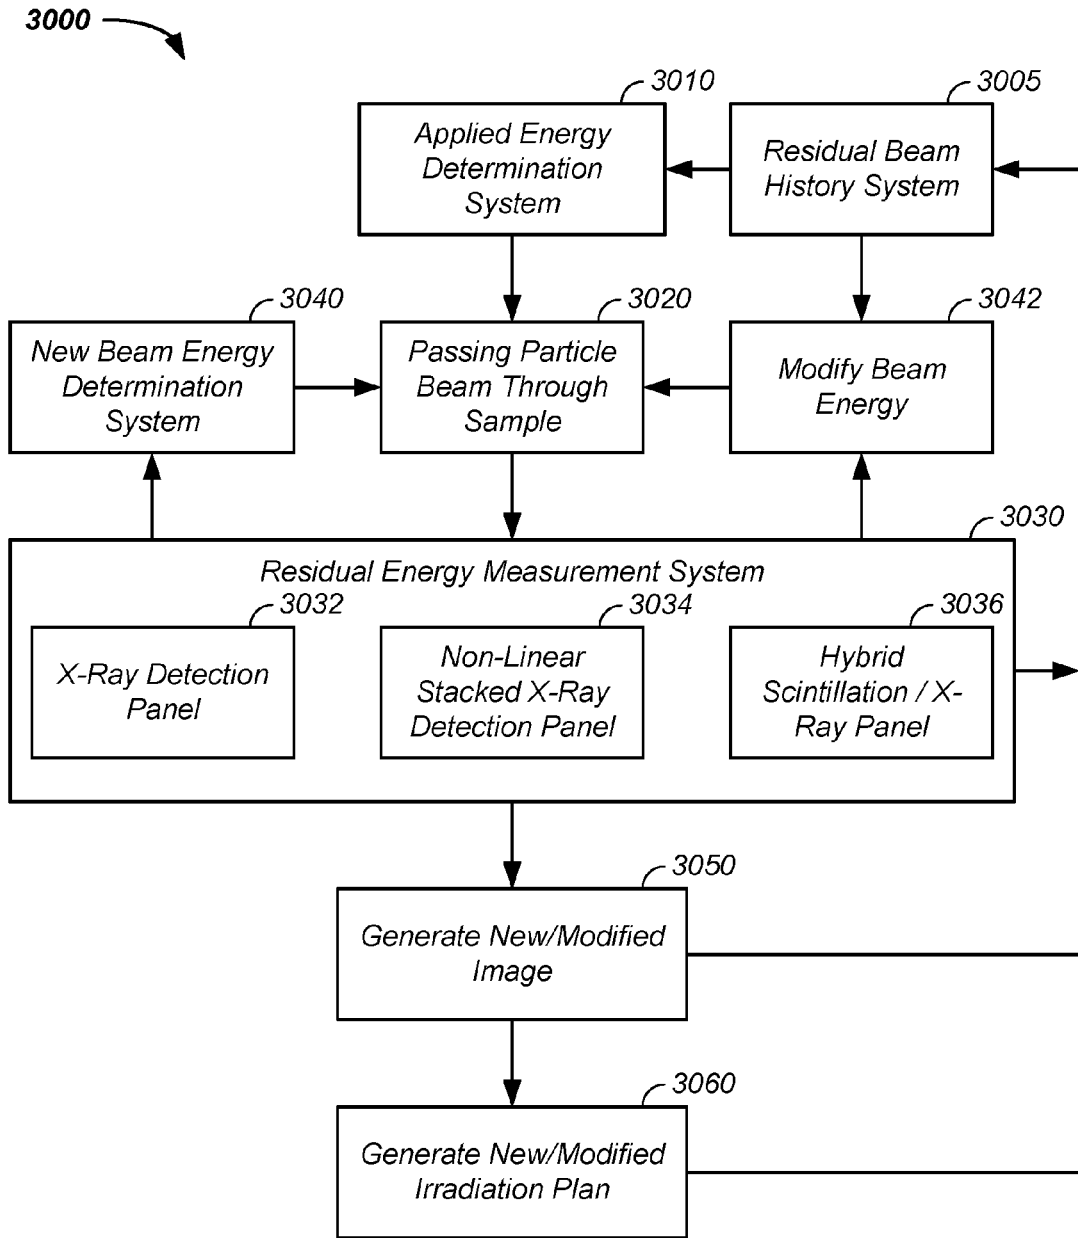 3000
3010
Applied Energy
Determination
System
3005
Residual Beam
History System
3040
New Beam Energy
Determination
System
3020
Passing Particle
Beam Through
Sample
3042
Modify Beam
Energy
3030
Residual Energy Measurement System
3032
X-Ray Detection
Panel
3034
Non-Linear
Stacked X-Ray
Detection Panel
3036
Hybrid
Scintillation / X-
Ray Panel
3050
Generate New/Modified
Image
3060
Generate New/Modified
Irradiation Plan